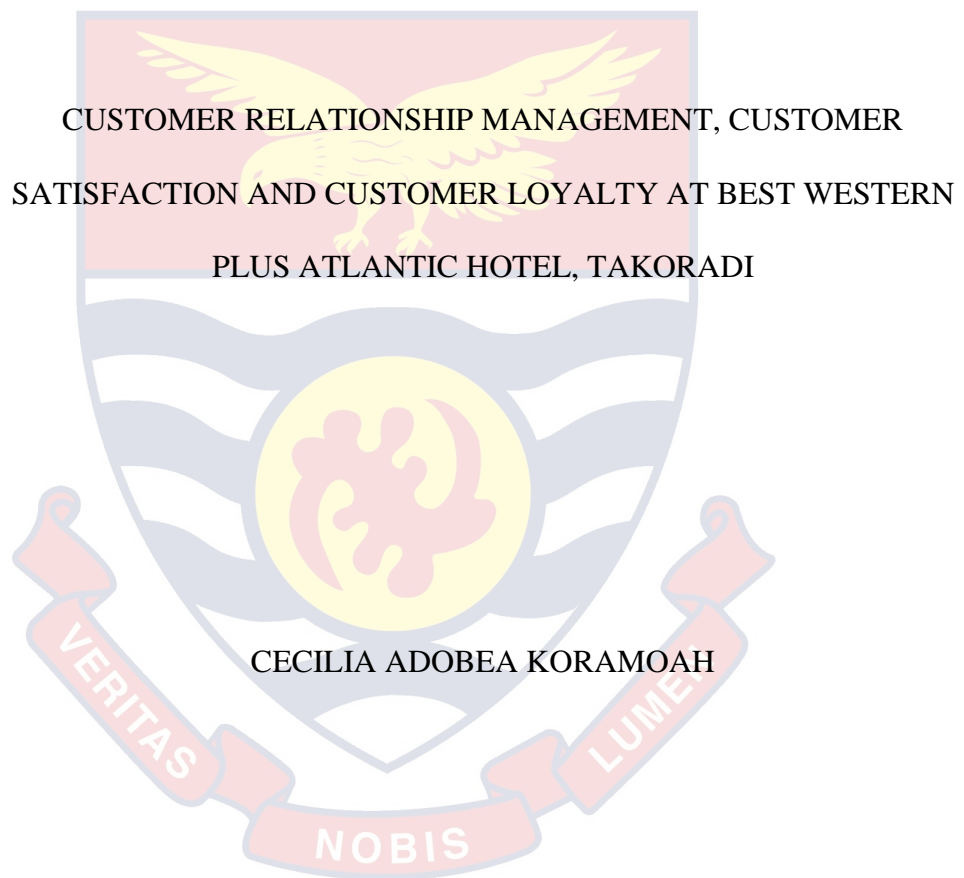 CUSTOMER RELATIONSHIP MANAGEMENT, CUSTOMER
SATISFACTION AND CUSTOMER LOYALTY AT BEST WESTERN
PLUS ATLANTIC HOTEL, TAKORADI
CECILIA ADOBEA KORAMOAH
VERITAS
NOBIS
LUMEN